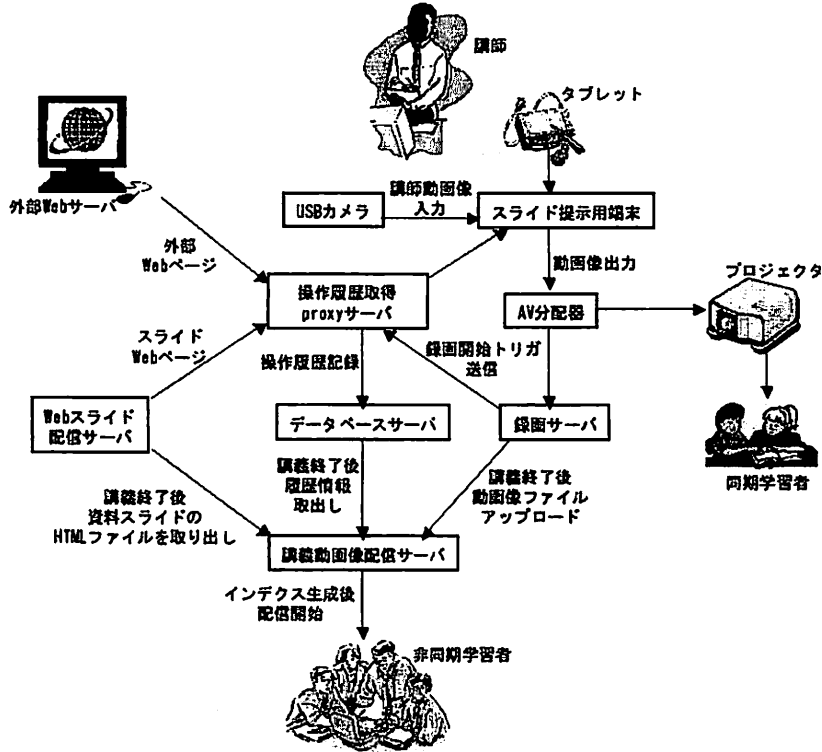 講師
タブレット
外部Webサーバ
USBカメラ
講師動画像
入力
スライド提示用端末
外部
Webページ
動画像出力
プロジェクタ
操作履歴取得
proxyサーバ
AV分配器
スライド
Webページ
操作履歴記録
録画開始トリガ
送信
Webスライド
配信サーバ
データベースサーバ
録画サーバ
同期学習者
講義終了後
資料スライドの
HTMLファイルを取り出し
講義終了後
履歴情報
取出し
講義終了後
動画像ファイル
アップロード
講義動画像配信サーバ
インデクス生成後
配信開始
非同期学習者